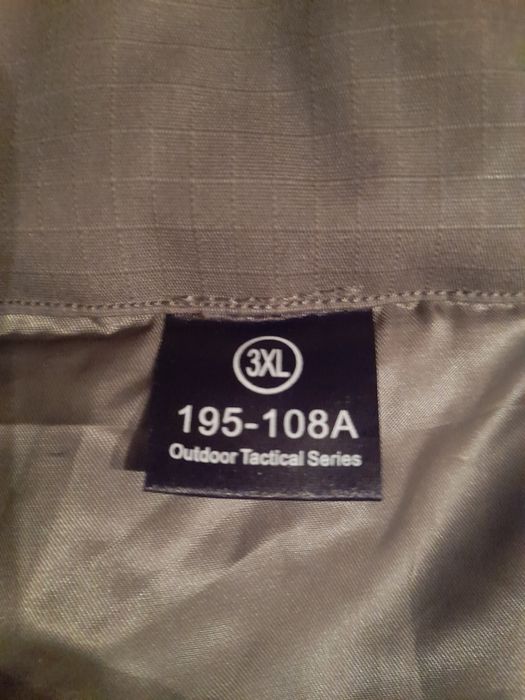 3XL
195-108A
Outdoor Tactical Series